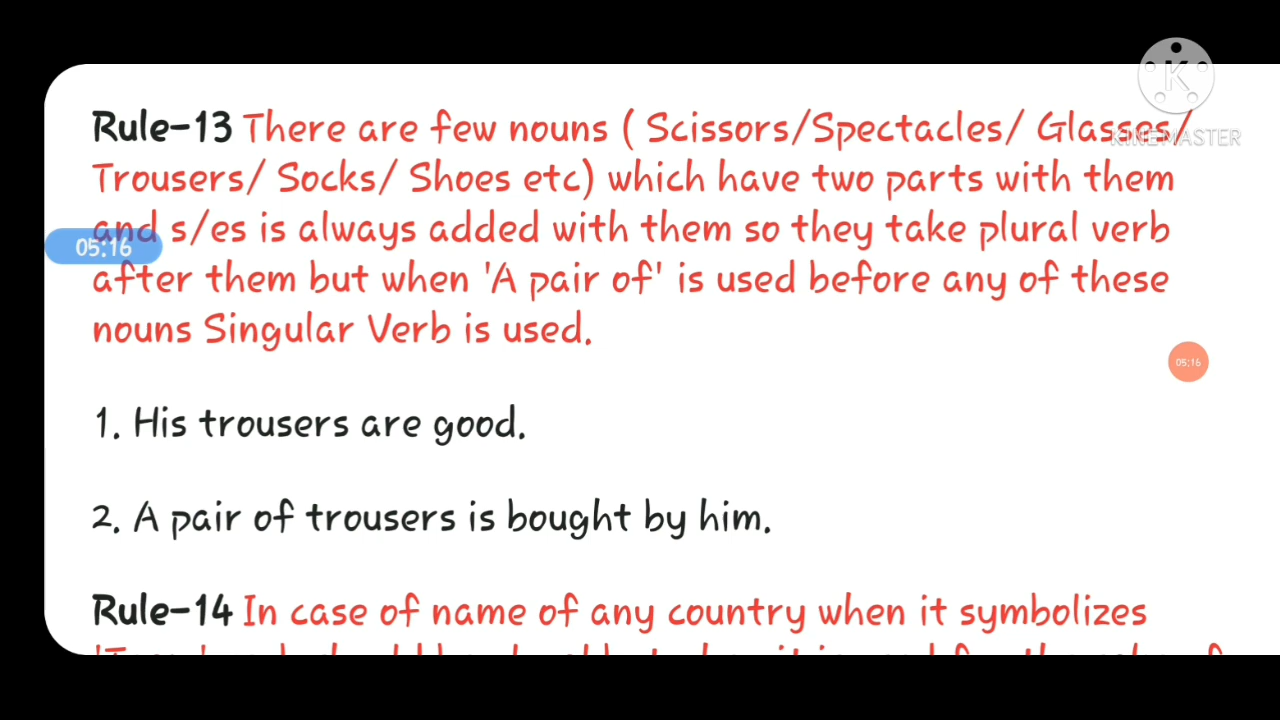 K
KINEMASTER
Rule-13 There are few nouns ( Scissors/Spectacles/ Glasses/
Trousers/ Socks/ Shoes etc) which have two parts with them
and s/es is always added with them so they take plural verb
05:16
after them but when 'A pair of' is used before any of these
nouns Singular Verb is used.
05:16
1. His trousers are good.
2. A pair of trousers is bought by him.
Rule-14 In case of name of any country when it symbolizes